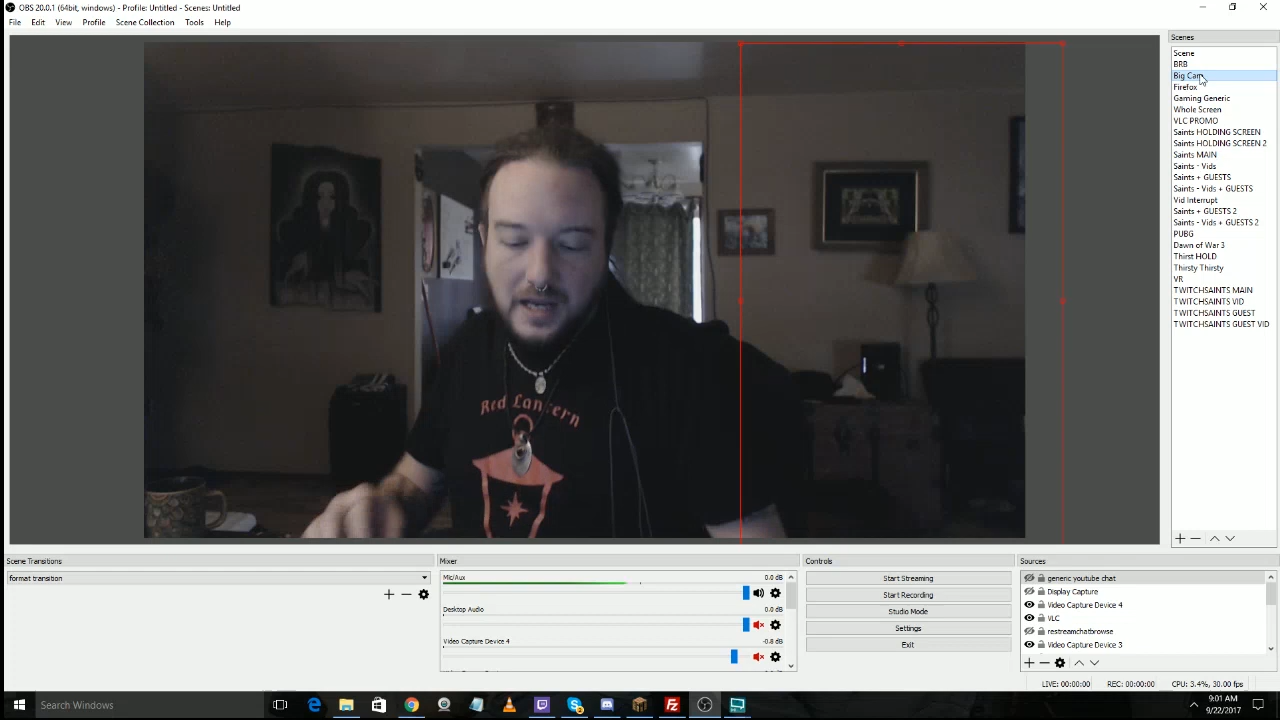 OBS 20.0.1 (64bit, windows) - Profile: Untitled - Scenes: Untitled
File Edit View Profile Scene Collection Tools Help
Scenes
Scene
BRB
Big Cam
Firefox
Gaming Generic
Whole Screen
VLC PROMO
Saints HOLDING SCREEN
Saints HOLDING SCREEN 2
Saints MAIN
Saints - Vids
Saints + GUESTS
Saints - Vids + GUESTS
Vid Interrupt
Saints + GUESTS 2
Saints - Vids + GUESTS 2
PUBG
Dawn of War 3
Thirst HOLD
Thirsty Thirsty
VR
TWITCHSAINTS MAIN
TWITCHSAINTS VID
TWITCHSAINTS GUEST
TWITCHSAINTS GUEST VID
Red Lantern
Scene Transitions
format transition
Mixer
Mic/Aux 0.0 dB
Desktop Audio 0.0 dB
Video Capture Device 4 -0.8 dB
Controls
Start Streaming
Start Recording
Studio Mode
Settings
Exit
Sources
generic youtube chat
Display Capture
Video Capture Device 4
VLC
restreamchatbrowse
Video Capture Device 3
LIVE: 00:00:00 REC: 00:00:00 CPU: 3.4%, 30.00 fps
Search Windows
9:01 AM
9/22/2017